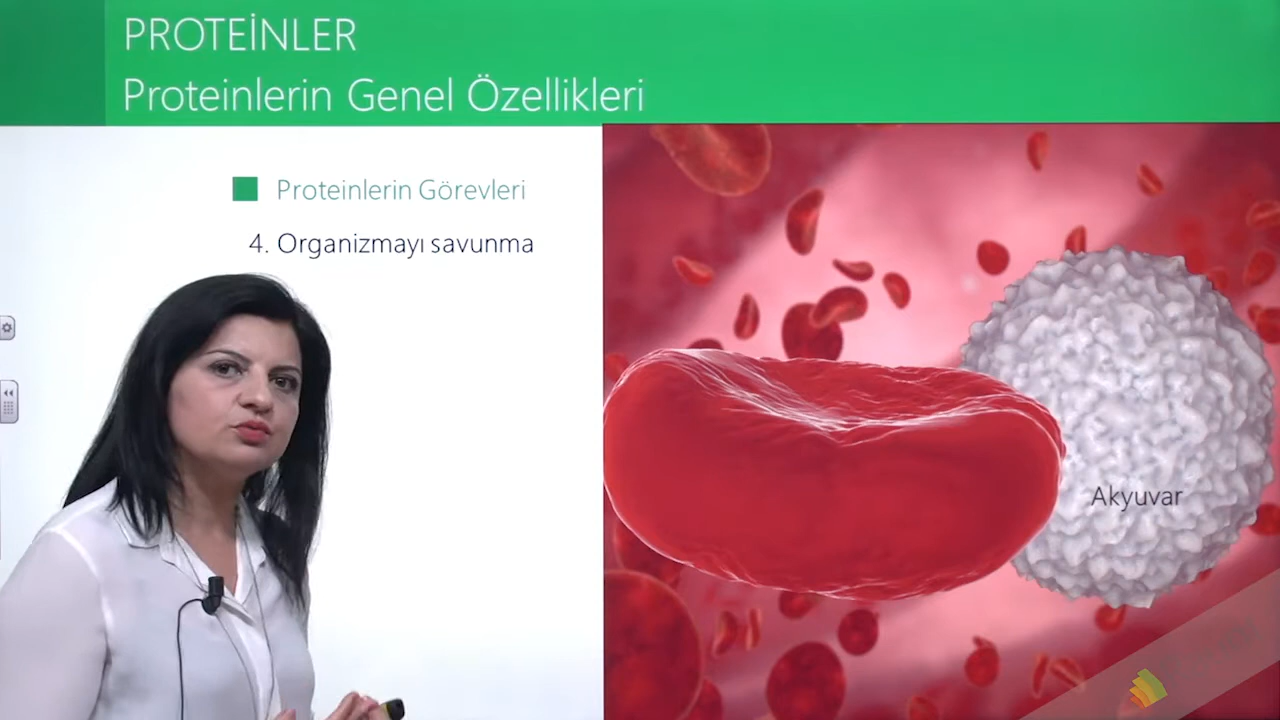 PROTEİNLER
Proteinlerin Genel Özellikleri
Proteinlerin Görevleri
4. Organizmayı savunma
Akyuvar